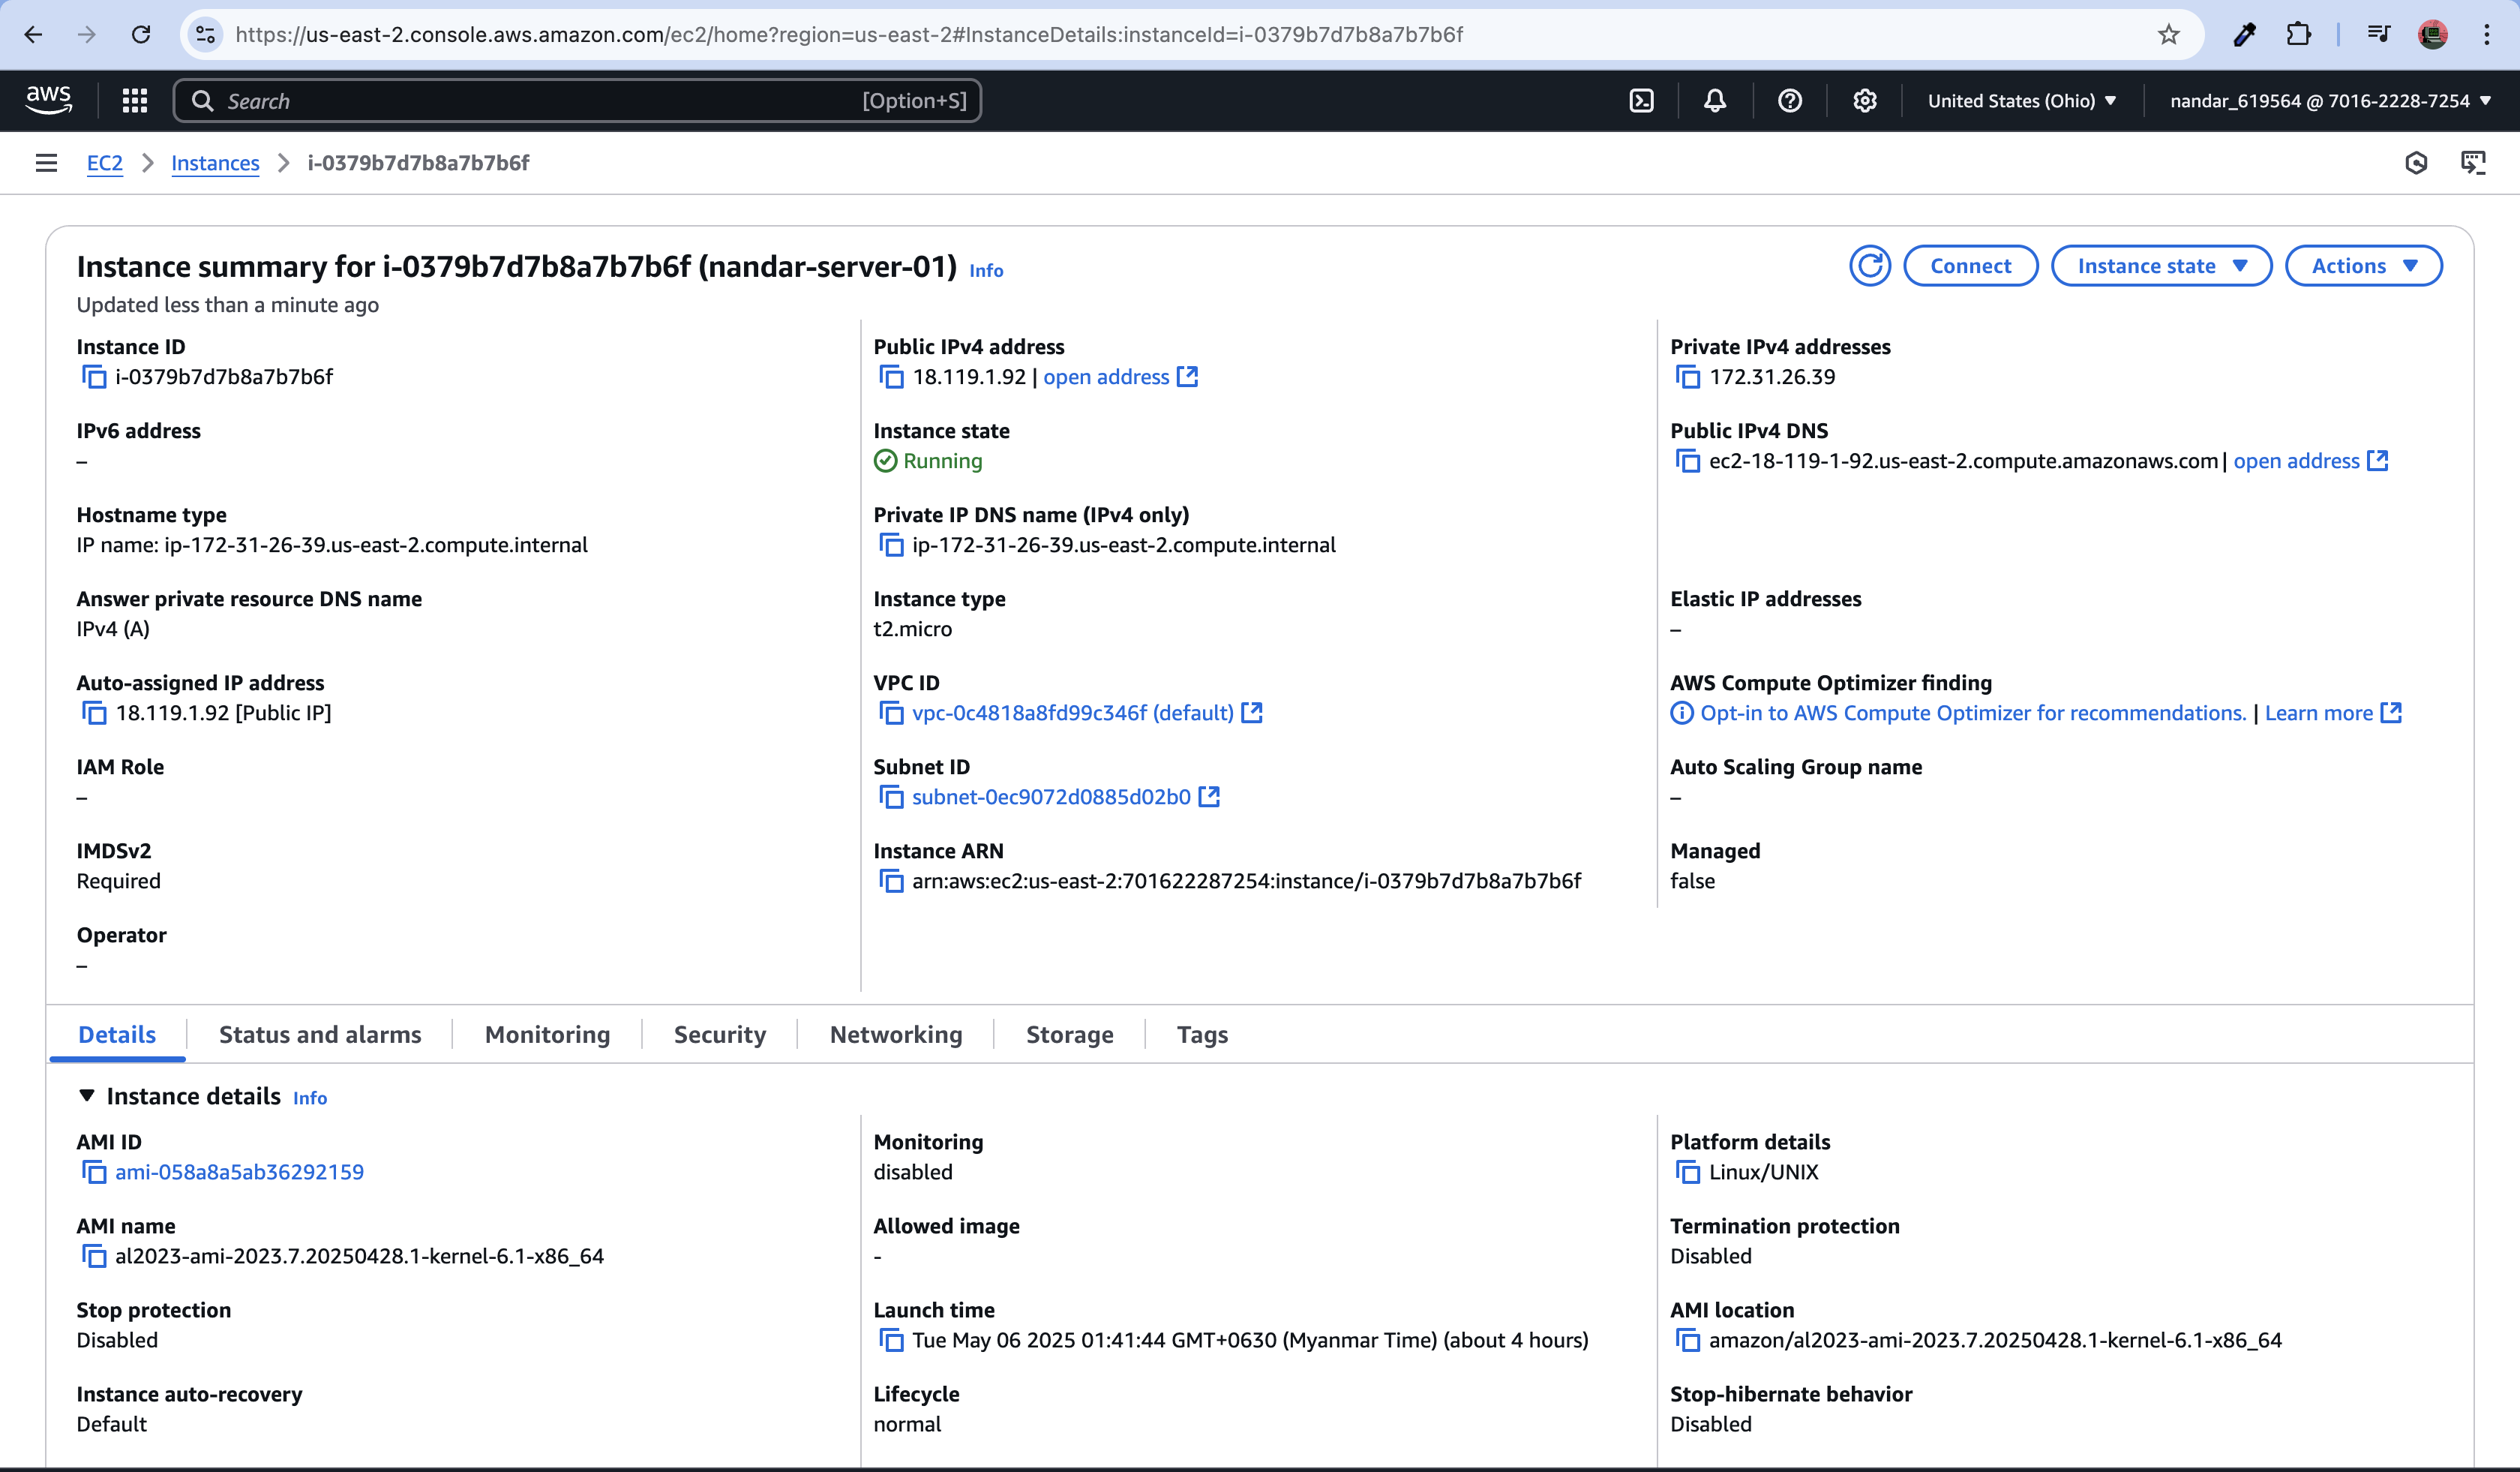 https://us-east-2.console.aws.amazon.com/ec2/home?region=us-east-2#InstanceDetails:instanceId=i-0379b7d7b8a7b7b6f
aws
Search [Option+S]
United States (Ohio)
nandar_619564 @ 7016-2228-7254
EC2 > Instances > i-0379b7d7b8a7b7b6f
Instance summary for i-0379b7d7b8a7b7b6f (nandar-server-01) Info
Connect
Instance state
Actions
Updated less than a minute ago
Instance ID
i-0379b7d7b8a7b7b6f
Public IPv4 address
18.119.1.92 | open address
Private IPv4 addresses
172.31.26.39
IPv6 address
–
Instance state
Running
Public IPv4 DNS
ec2-18-119-1-92.us-east-2.compute.amazonaws.com | open address
Hostname type
IP name: ip-172-31-26-39.us-east-2.compute.internal
Private IP DNS name (IPv4 only)
ip-172-31-26-39.us-east-2.compute.internal
Answer private resource DNS name
IPv4 (A)
Instance type
t2.micro
Elastic IP addresses
–
Auto-assigned IP address
18.119.1.92 [Public IP]
VPC ID
vpc-0c4818a8fd99c346f (default)
AWS Compute Optimizer finding
Opt-in to AWS Compute Optimizer for recommendations. | Learn more
IAM Role
–
Subnet ID
subnet-0ec9072d0885d02b0
Auto Scaling Group name
–
IMDSv2
Required
Instance ARN
arn:aws:ec2:us-east-2:701622287254:instance/i-0379b7d7b8a7b7b6f
Managed
false
Operator
–
Details
Status and alarms
Monitoring
Security
Networking
Storage
Tags
Instance details Info
AMI ID
ami-058a8a5ab36292159
Monitoring
disabled
Platform details
Linux/UNIX
AMI name
al2023-ami-2023.7.20250428.1-kernel-6.1-x86_64
Allowed image
-
Termination protection
Disabled
Stop protection
Disabled
Launch time
Tue May 06 2025 01:41:44 GMT+0630 (Myanmar Time) (about 4 hours)
AMI location
amazon/al2023-ami-2023.7.20250428.1-kernel-6.1-x86_64
Instance auto-recovery
Default
Lifecycle
normal
Stop-hibernate behavior
Disabled